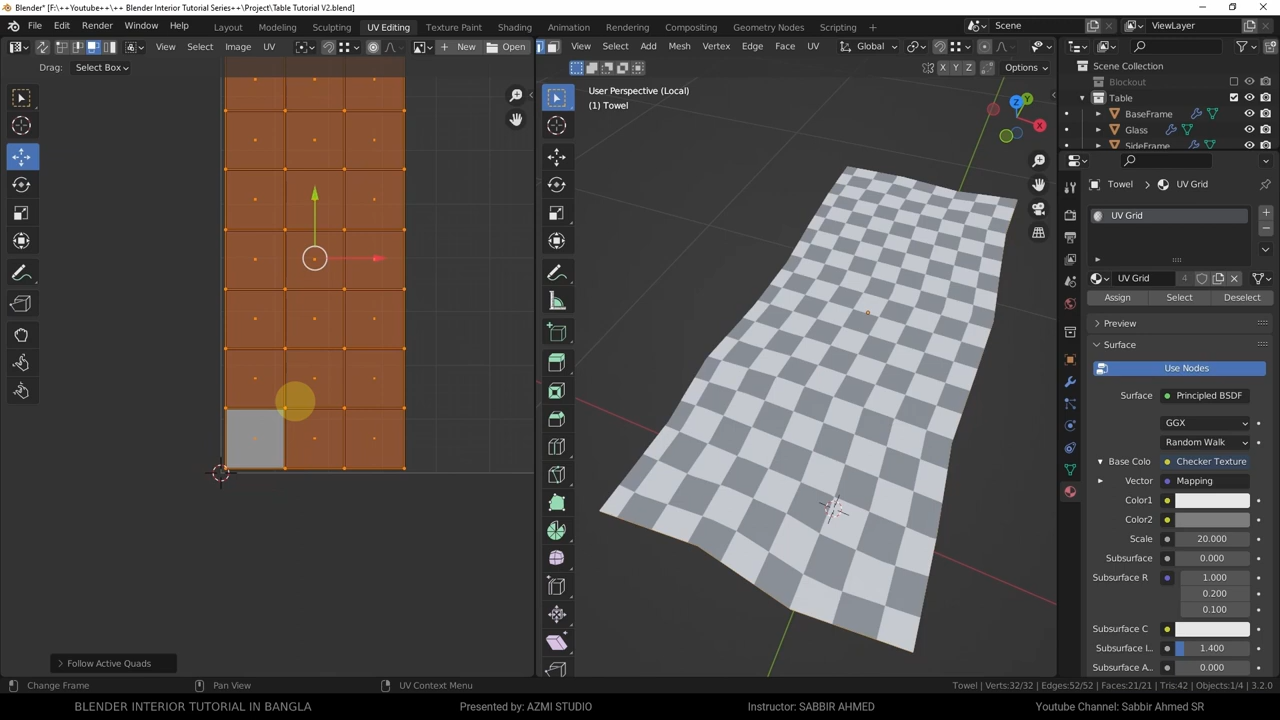 Blender* [F:\++Youtube++\++ Blender Interior Tutorial Series++\Project\Table Tutorial V2.blend]
File Edit Render Window Help Layout Modeling Sculpting UV Editing Texture Paint Shading Animation Rendering Compositing Geometry Nodes Scripting Scene ViewLayer
View Select Image UV New Open View Select Add Mesh Vertex Edge Face UV Global
Drag: Select Box X Y Z Options Scene Collection
Blockout
User Perspective (Local) Table
(1) Towel BaseFrame
Glass
SideFrame
Z Y X
Towel UV Grid
UV Grid
UV Grid 4
Assign Select Deselect
Preview
Surface
Use Nodes
Surface Principled BSDF
GGX
Random Walk
Base Colo Checker Texture
Vector Mapping
Color1
Color2
Scale 20.000
Subsurface 0.000
Subsurface R 1.000
0.200
0.100
Subsurface C
Subsurface I... 1.400
Subsurface A... 0.000
Follow Active Quads
Change Frame Pan View UV Context Menu Towel | Verts:32/32 | Edges:52/52 | Faces:21/21 | Tris:42 | Objects:1/4 | 3.2.0
BLENDER INTERIOR TUTORIAL IN BANGLA Presented by: AZMI STUDIO Instructor: SABBIR AHMED Youtube Channel: Sabbir Ahmed SR